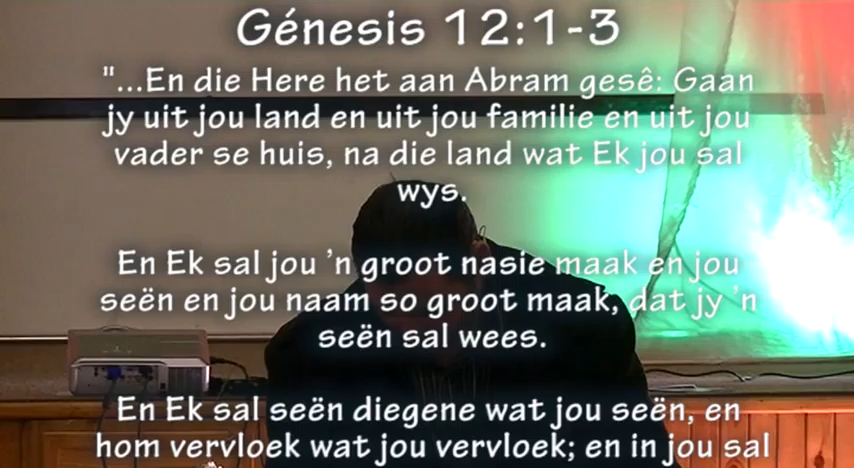 Génesis 12:1-3
"...En die Here het aan Abram gesê: Gaan
jy uit jou land en uit jou familie en uit jou
vader se huis, na die land wat Ek jou sal
wys.
En Ek sal jou 'n groot nasie maak en jou
seën en jou naam so groot maak, dat jy 'n
seën sal wees.
En Ek sal seën diegene wat jou seën, en
hom vervloek wat jou vervloek; en in jou sal